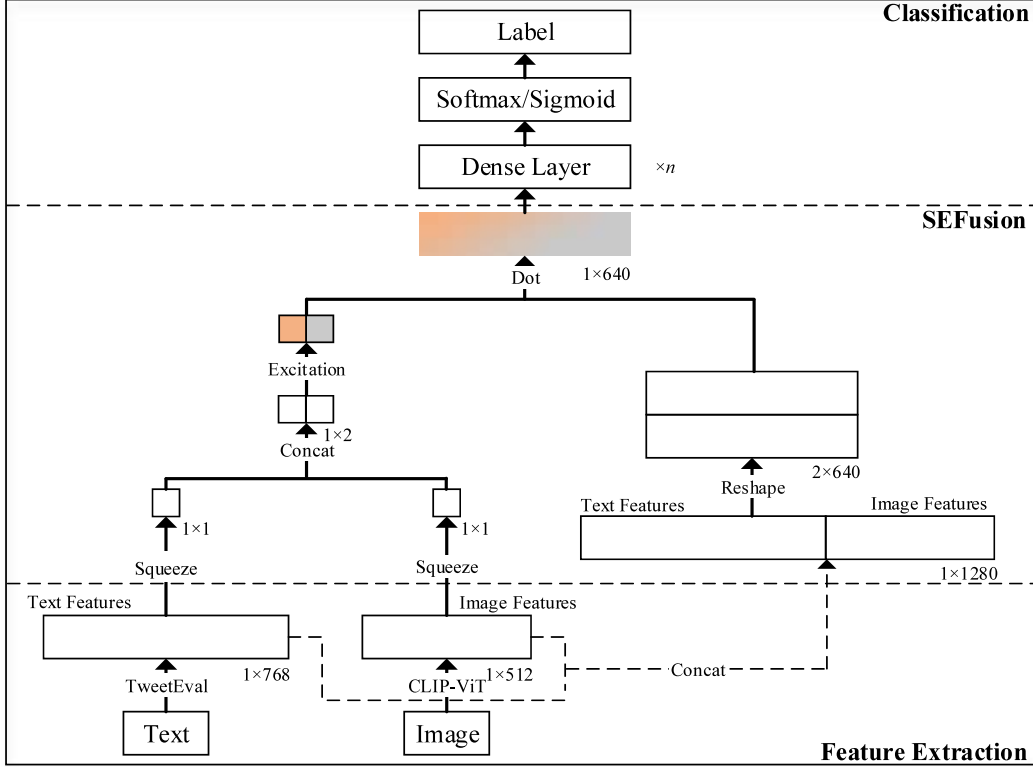 Classification
Label
Softmax/Sigmoid
Dense Layer
×n
SEFusion
1×640
Dot
Excitation
1×2
Concat
2×640
Reshape
Text Features
Image Features
1×1
1×1
Squeeze
Squeeze
1×1280
Text Features
Image Features
1×768
1×512
Concat
TweetEval
CLIP-ViT
Text
Image
Feature Extraction